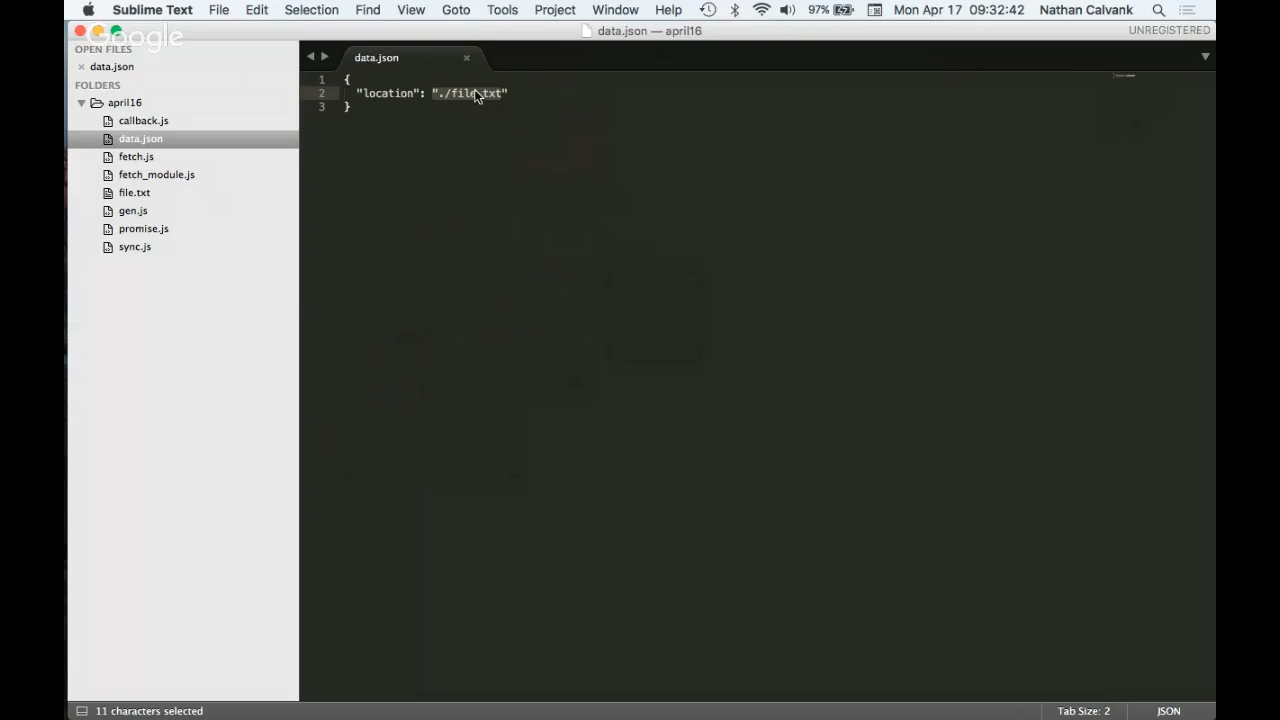 Sublime Text File Edit Selection Find View Goto Tools Project Window Help 97% Mon Apr 17 09:32:42 Nathan Calvank
Google
data.json — april16
UNREGISTERED
OPEN FILES
data.json
FOLDERS
april16
callback.js
data.json
fetch.js
fetch_module.js
file.txt
gen.js
promise.js
sync.js
data.json
1 {
2 "location": "./file.txt"
3 }
11 characters selected
Tab Size: 2
JSON